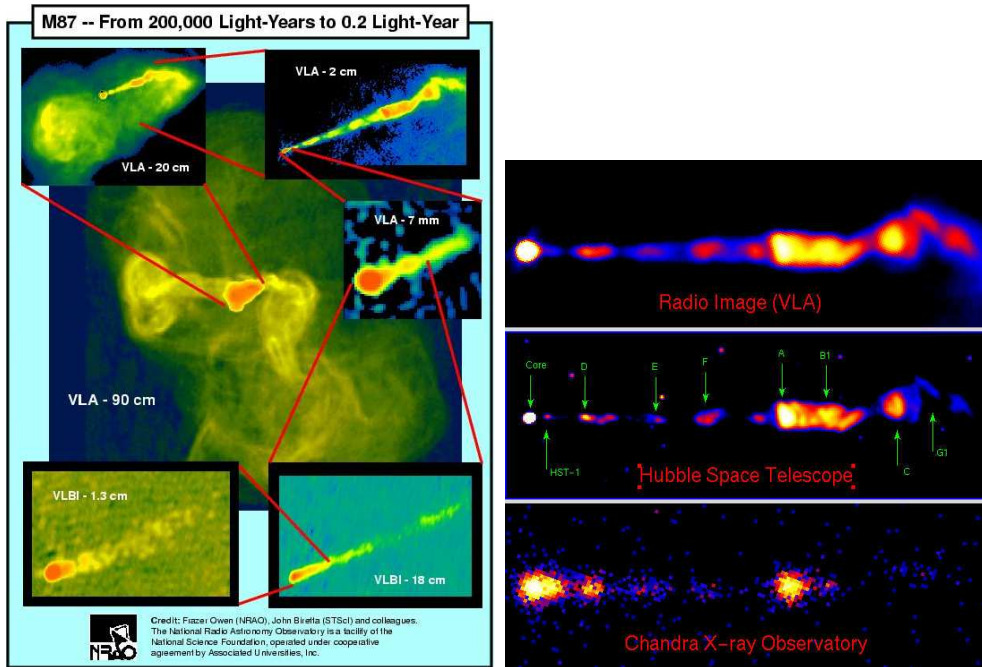 M87 -- From 200,000 Light-Years to 0.2 Light-Year
VLA - 20 cm
VLA - 2 cm
VLA - 7 mm
VLA - 90 cm
VLBI - 1.3 cm
VLBI - 18 cm
NRAO
Credit: Frazer Owen (NRAO), John Biretta (STScI) and colleagues.
The National Radio Astronomy Observatory is a facility of the
National Science Foundation, operated under cooperative
agreement by Associated Universities, Inc.
Radio Image (VLA)
Core
D
E
F
A
B1
HST-1
C
G1
Hubble Space Telescope
Chandra X-ray Observatory